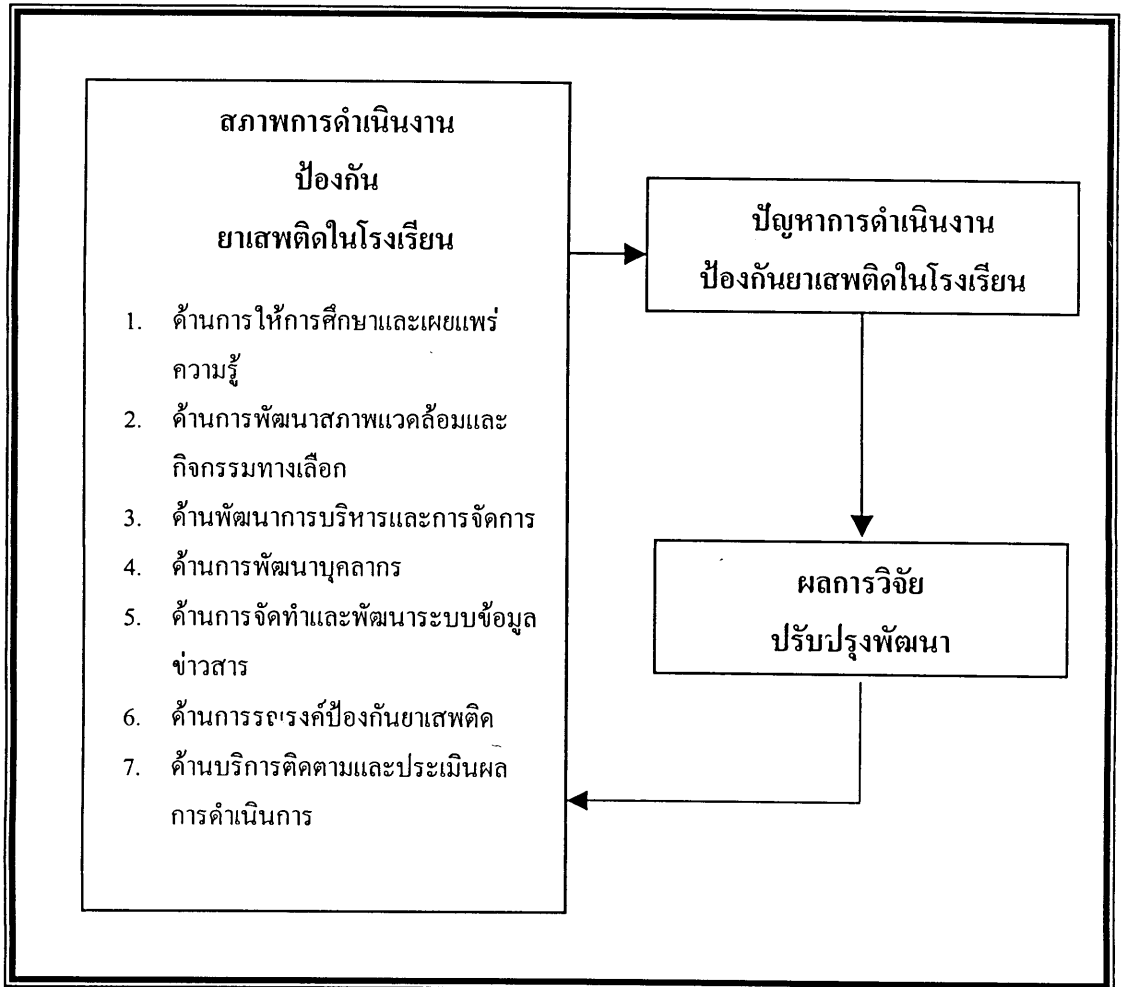 สภาพการดำเนินงาน
ป้องกัน
ยาเสพติดในโรงเรียน
1. ด้านการให้การศึกษาและเผยแพร่
ความรู้
2. ด้านการพัฒนาสภาพแวดล้อมและ
กิจกรรมทางเลือก
3. ด้านพัฒนาการบริหารและการจัดการ
4. ด้านการพัฒนาบุคลากร
5. ด้านการจัดทำและพัฒนาระบบข้อมูล
ข่าวสาร
6. ด้านการรณรงค์ป้องกันยาเสพติด
7. ด้านบริการติดตามและประเมินผล
การดำเนินการ
ปัญหาการดำเนินงาน
ป้องกันยาเสพติดในโรงเรียน
ผลการวิจัย
ปรับปรุงพัฒนา